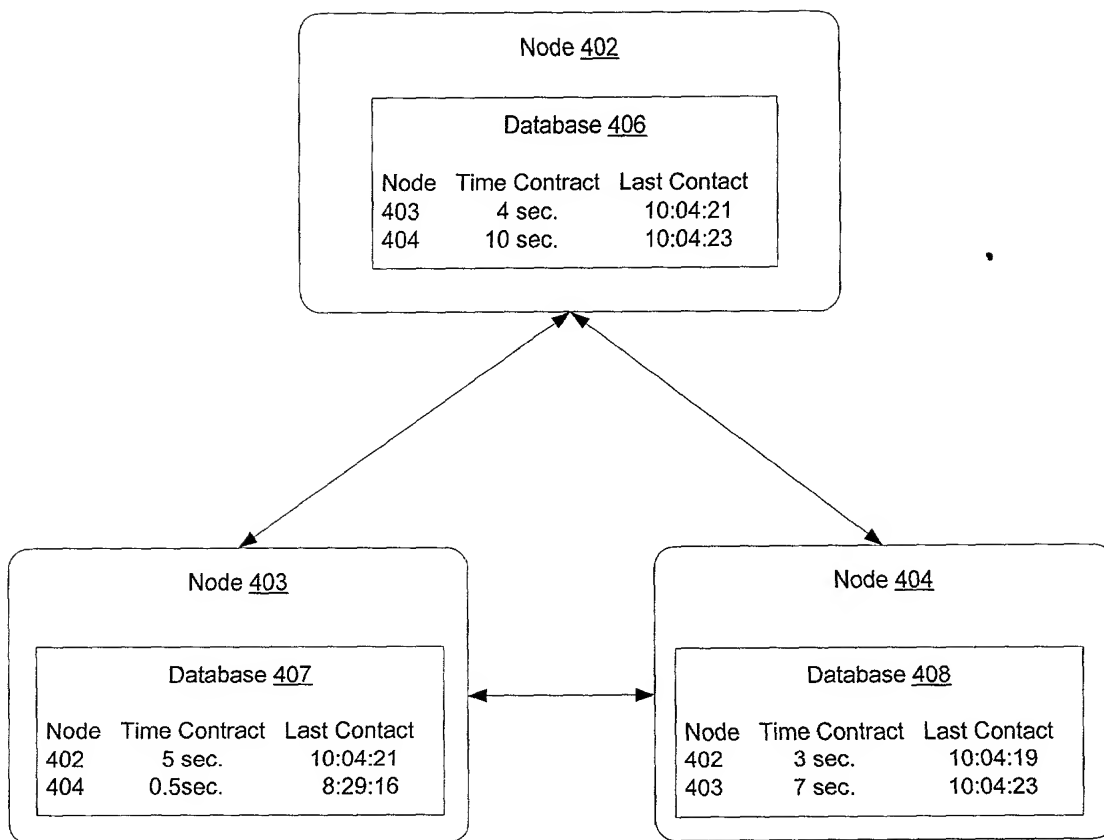 Node 402
Database 406
Node Time Contract Last Contact
403 4 sec. 10:04:21
404 10 sec. 10:04:23
Node 403
Database 407
Node Time Contract Last Contact
402 5 sec. 10:04:21
404 0.5sec. 8:29:16
Node 404
Database 408
Node Time Contract Last Contact
402 3 sec. 10:04:19
403 7 sec. 10:04:23